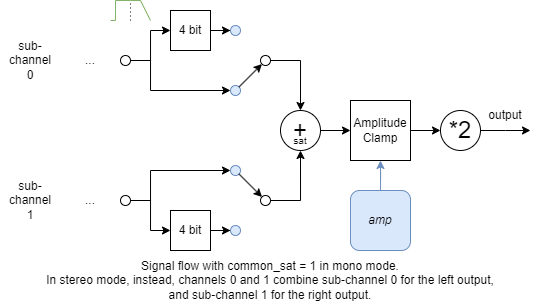 4 bit
sub-
channel
0
...
+
sat
Amplitude
Clamp
*2
output
sub-
channel
1
...
4 bit
amp
Signal flow with common_sat = 1 in mono mode.
In stereo mode, instead, channels 0 and 1 combine sub-channel 0 for the left output,
and sub-channel 1 for the right output.